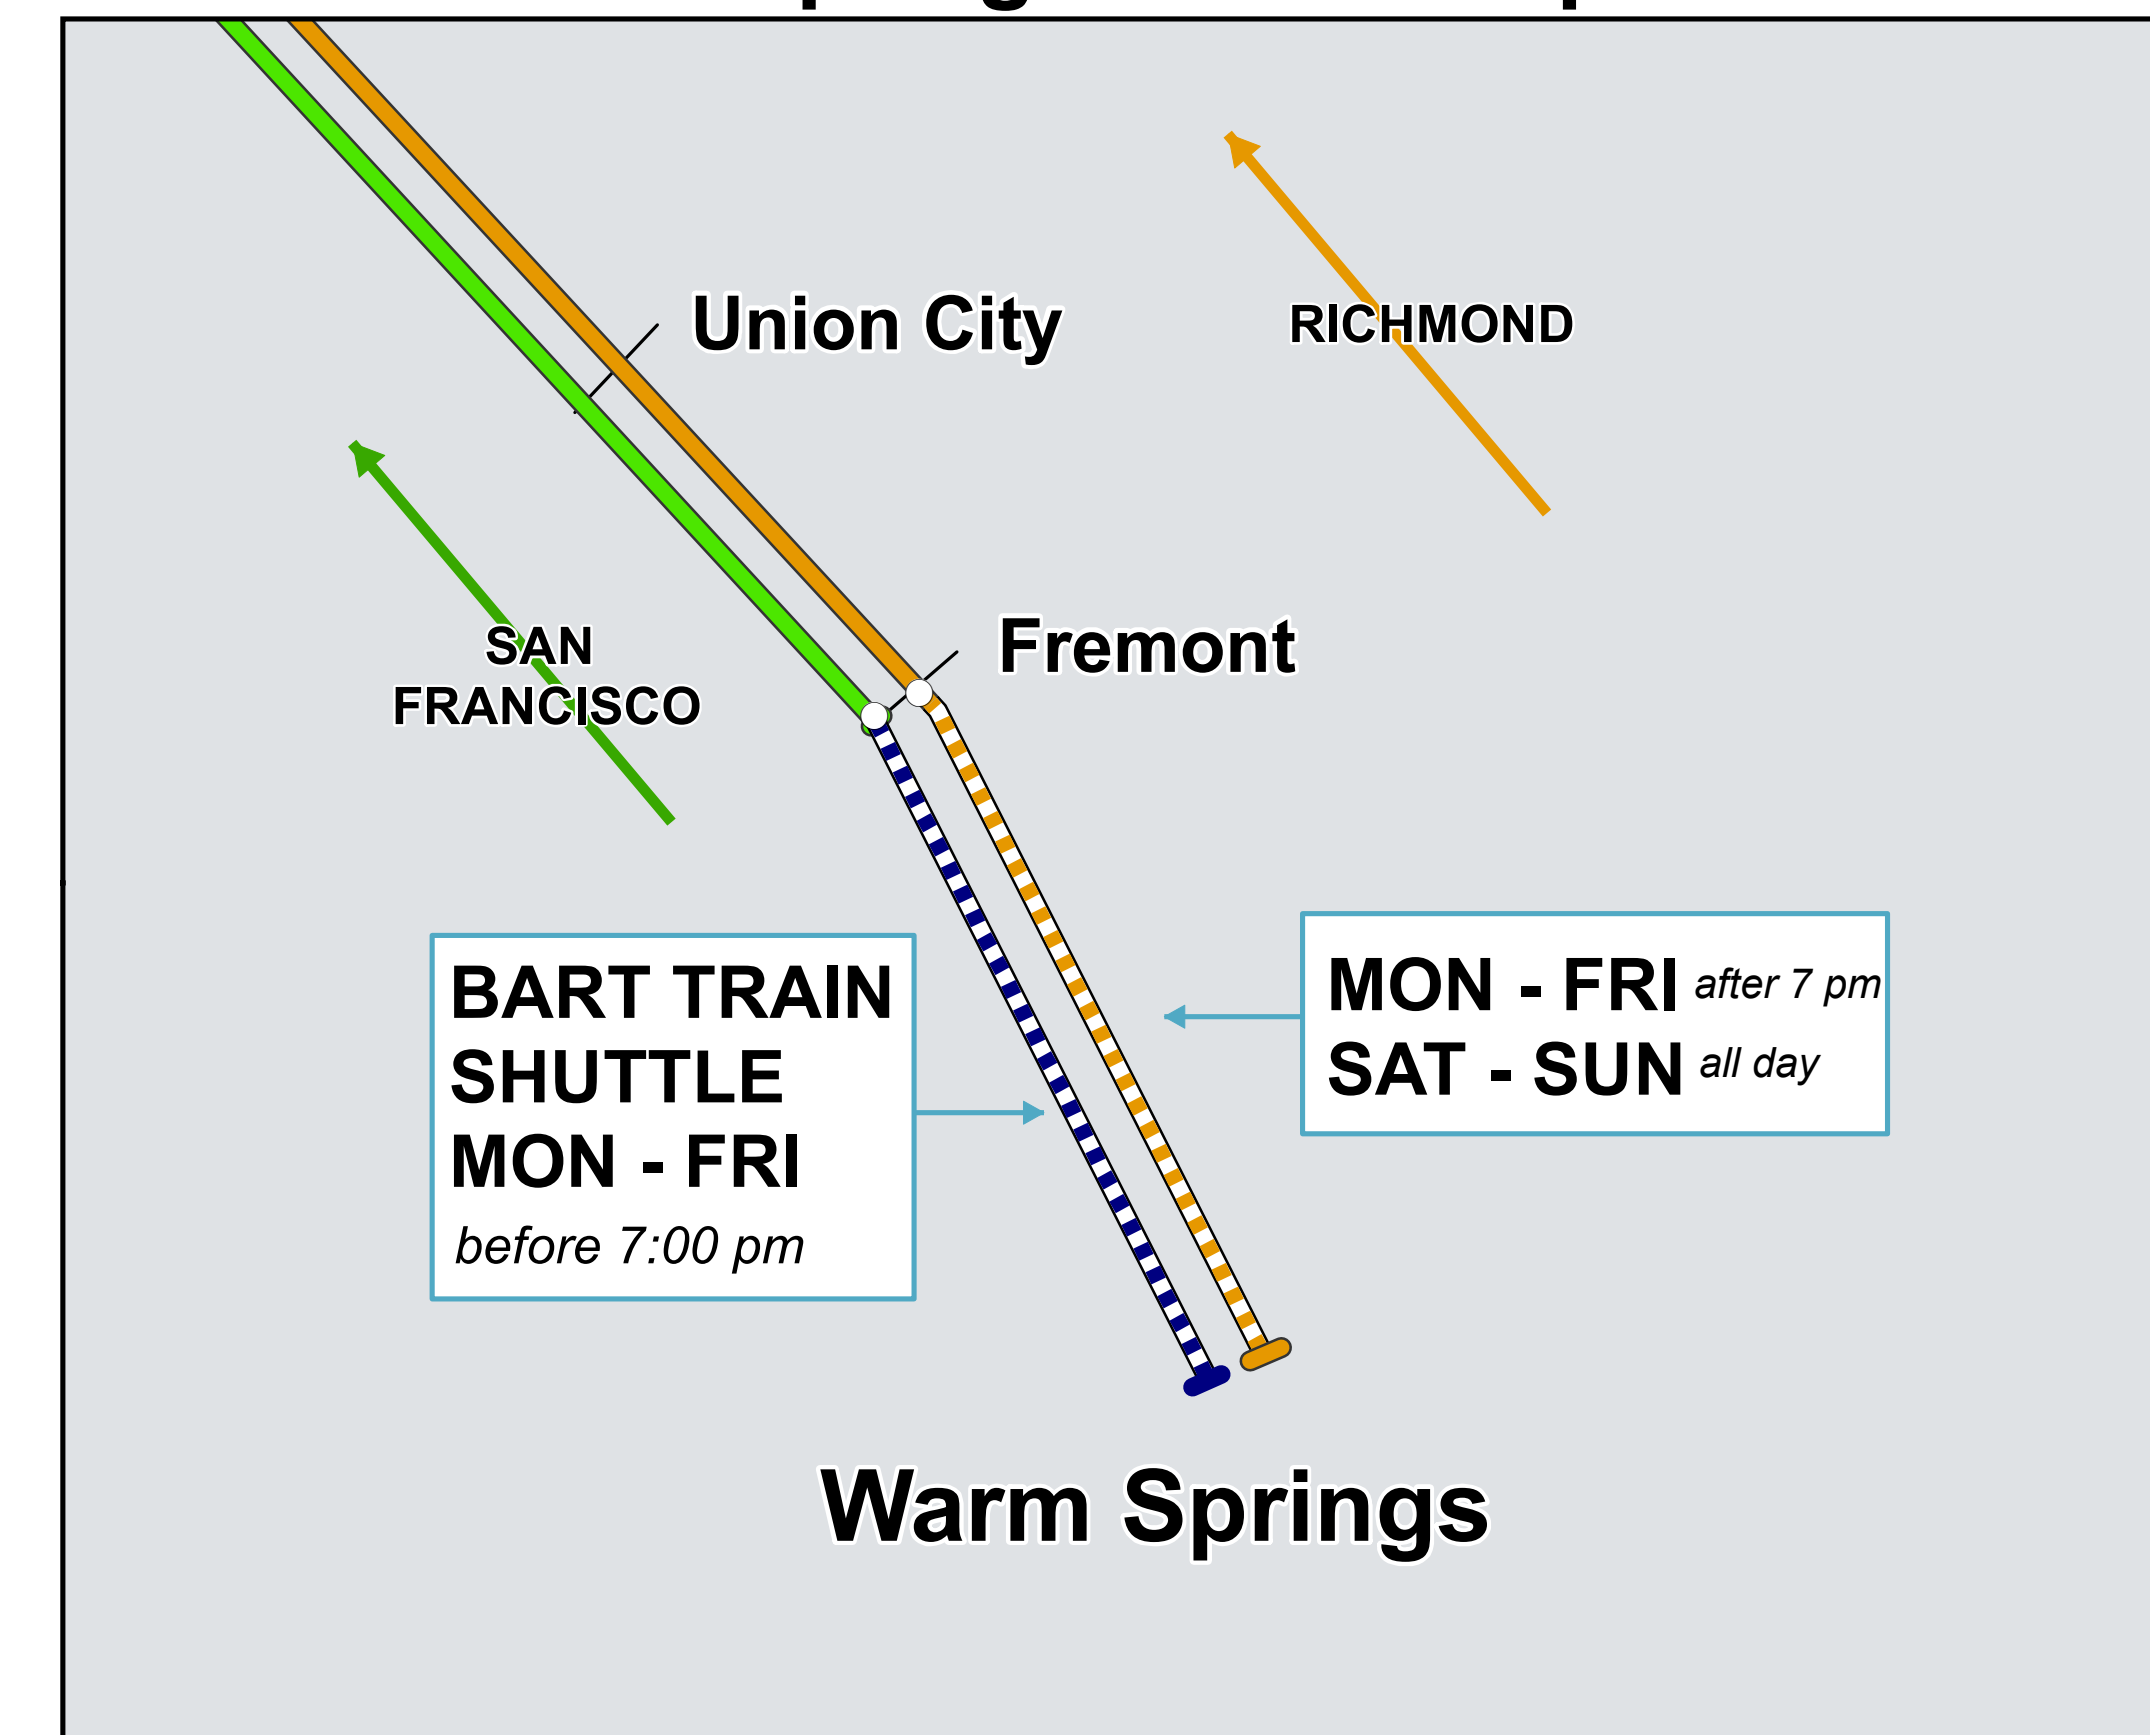 Union City
RICHMOND
SAN
FRANCISCO
Fremont
BART TRAIN
SHUTTLE
MON - FRI
before 7:00 pm
MON - FRI after 7 pm
SAT - SUN all day
Warm Springs